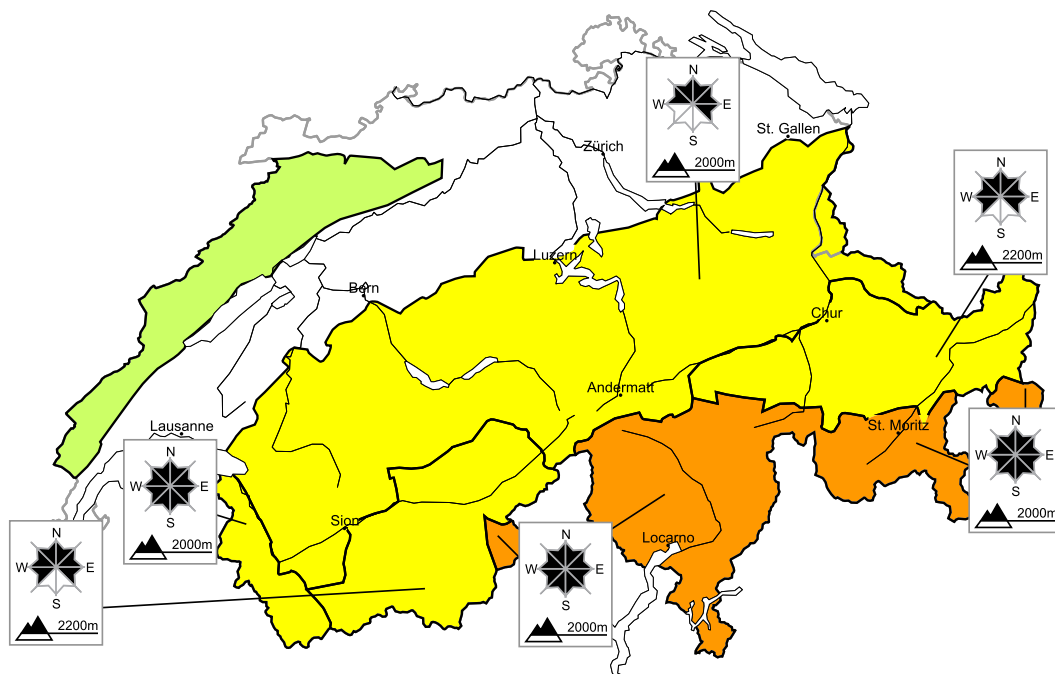 N
W E
S
2000m
St. Gallen
Zürich
N
W E
S
2200m
Luzern
Bern
Chur
Andermatt
St. Moritz
Lausanne
N
W E
S
2000m
N
W E
S
2000m
Sion
N
W E
S
2200m
Locarno
N
W E
S
2000m